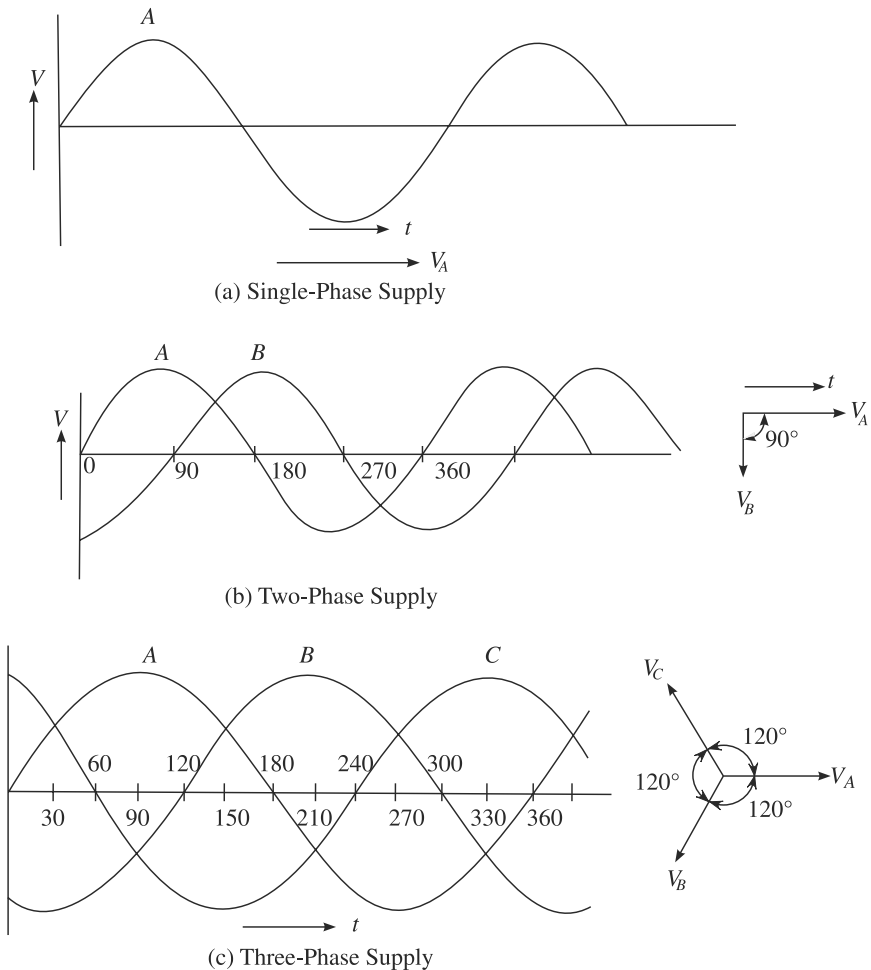 A
V
t
V_A
(a) Single-Phase Supply
A B
V
t
V_A
0 90 180 270 360
90°
V_B
(b) Two-Phase Supply
A B C
V_C
60 120 180 240 300
120°
120°
V_A
30 90 150 210 270 330 360
120°
V_B
t
(c) Three-Phase Supply